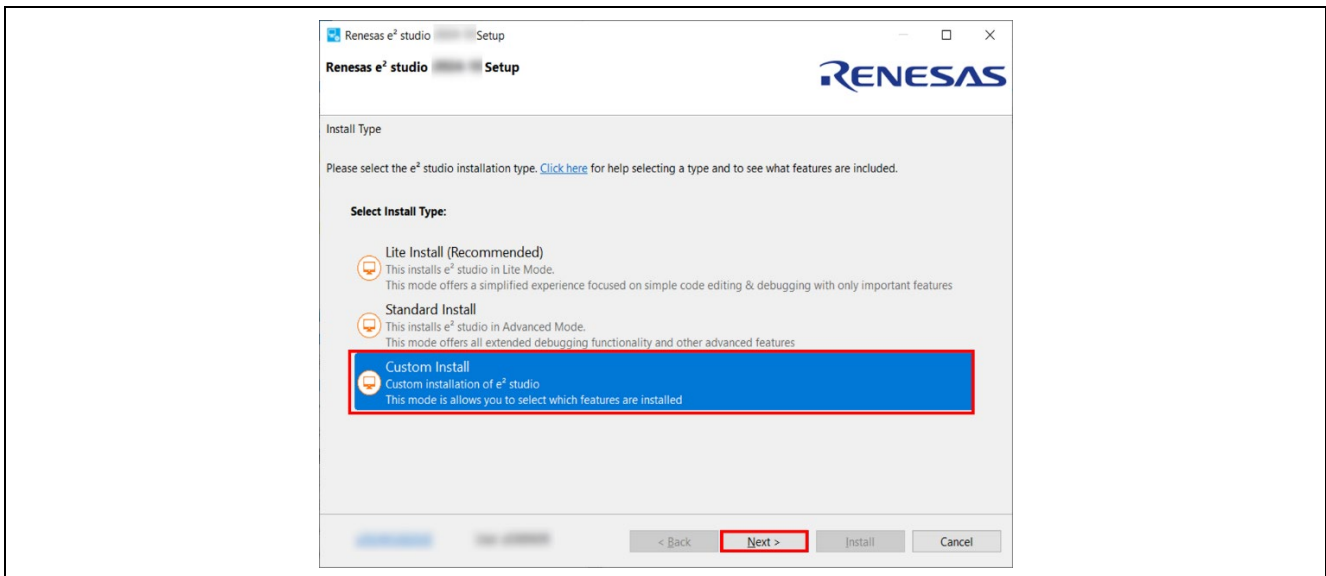 Renesas e² studio Setup
Renesas e² studio Setup
RENESAS
Install Type
Please select the e² studio installation type. Click here for help selecting a type and to see what features are included.
Select Install Type:
Lite Install (Recommended)
This installs e² studio in Lite Mode.
This mode offers a simplified experience focused on simple code editing & debugging with only important features
Standard Install
This installs e² studio in Advanced Mode.
This mode offers all extended debugging functionality and other advanced features
Custom Install
Custom installation of e² studio
This mode is allows you to select which features are installed
< Back Next > Install Cancel